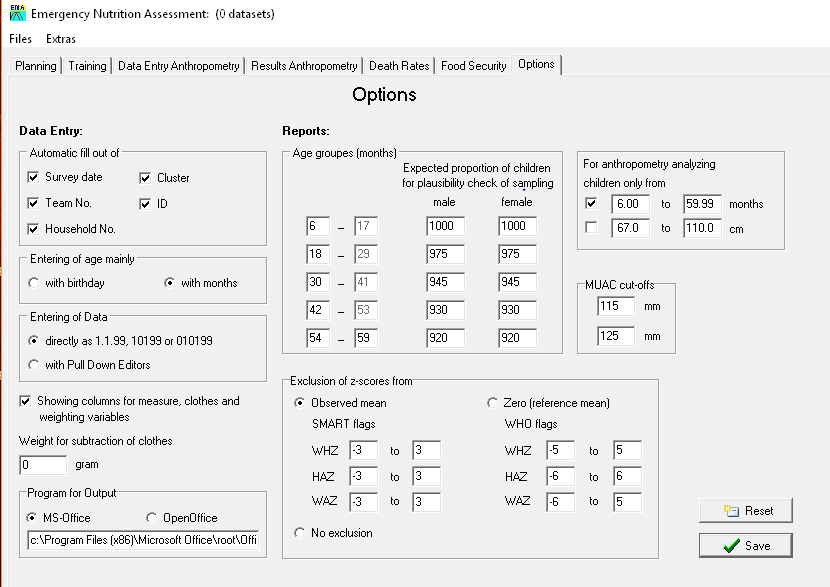 ENA
Emergency Nutrition Assessment: (0 datasets)
Files Extras
Planning Training Data Entry Anthropometry Results Anthropometry Death Rates Food Security Options
Options
Data Entry:
Automatic fill out of
Survey date Cluster
Team No. ID
Household No.
Entering of age mainly
with birthday with months
Entering of Data
directly as 1.1.99, 10199 or 010199
with Pull Down Editors
Showing columns for measure, clothes and
weighting variables
Weight for subtraction of clothes
0 gram
Program for Output
MS-Office OpenOffice
c:\Program Files (x86)\Microsoft Office\root\Offi
Reports:
Age groupes (months)
Expected proportion of children
for plausibility check of sampling
male female
6 – 17 1000 1000
18 – 29 975 975
30 – 41 945 945
42 – 53 930 930
54 – 59 920 920
For anthropometry analyzing
children only from
6.00 to 59.99 months
67.0 to 110.0 cm
MUAC cut-offs
115 mm
125 mm
Exclusion of z-scores from
Observed mean Zero (reference mean)
SMART flags WHO flags
WHZ -3 to 3 WHZ -5 to 5
HAZ -3 to 3 HAZ -6 to 6
WAZ -3 to 3 WAZ -6 to 5
No exclusion
Reset
Save